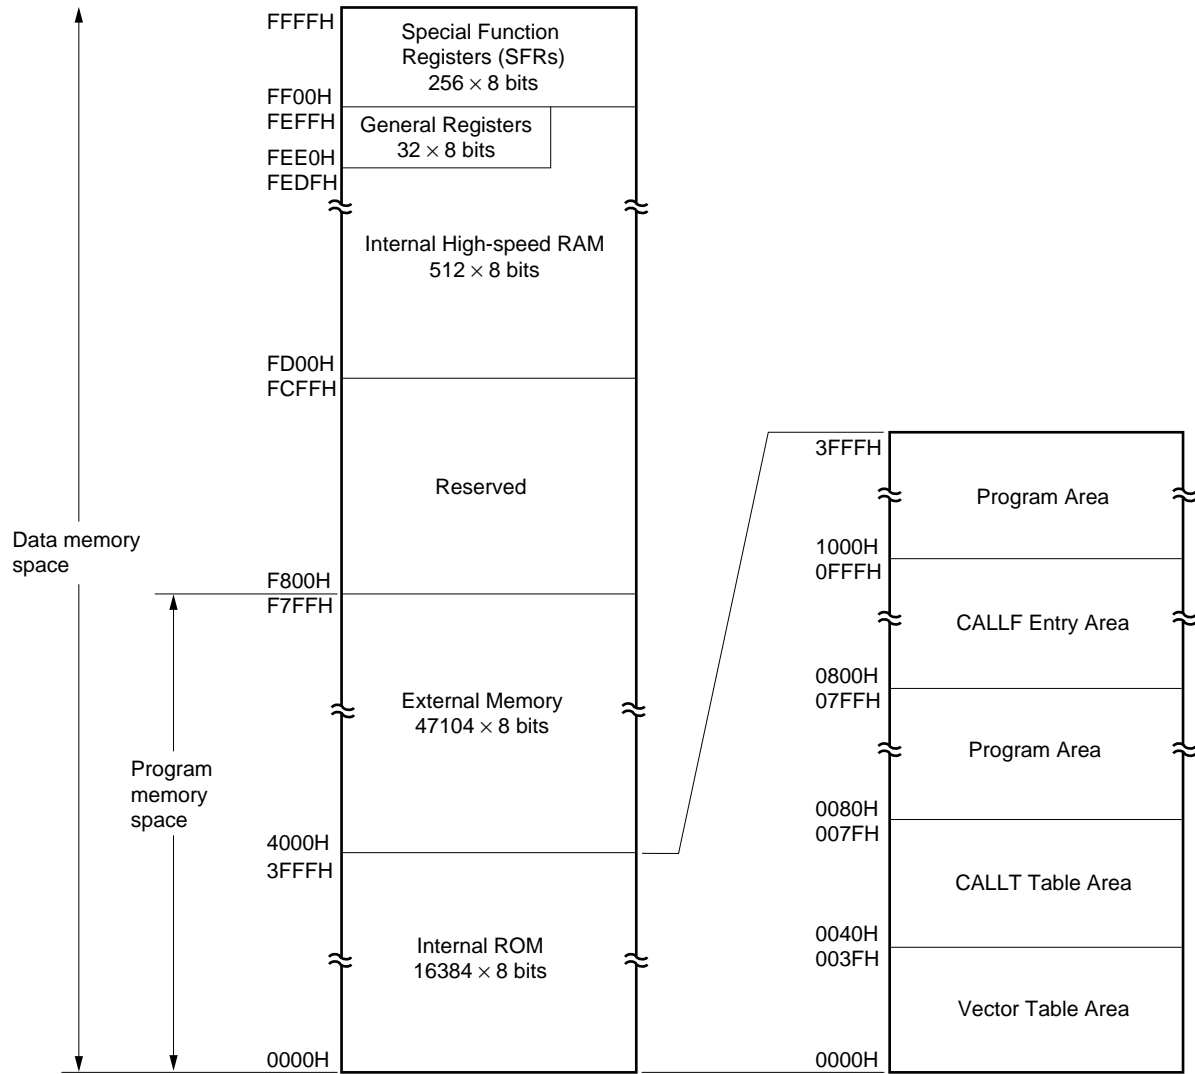 FFFFH
Special Function
Registers (SFRs)
256 × 8 bits
FF00H
FEFFH
General Registers
32 × 8 bits
FEE0H
FEDFH
Internal High-speed RAM
512 × 8 bits
FD00H
FCFFH
Reserved
Data memory
space
F800H
F7FFH
External Memory
47104 × 8 bits
Program
memory
space
4000H
3FFFH
Internal ROM
16384 × 8 bits
0000H
3FFFH
Program Area
1000H
0FFFH
CALLF Entry Area
0800H
07FFH
Program Area
0080H
007FH
CALLT Table Area
0040H
003FH
Vector Table Area
0000H